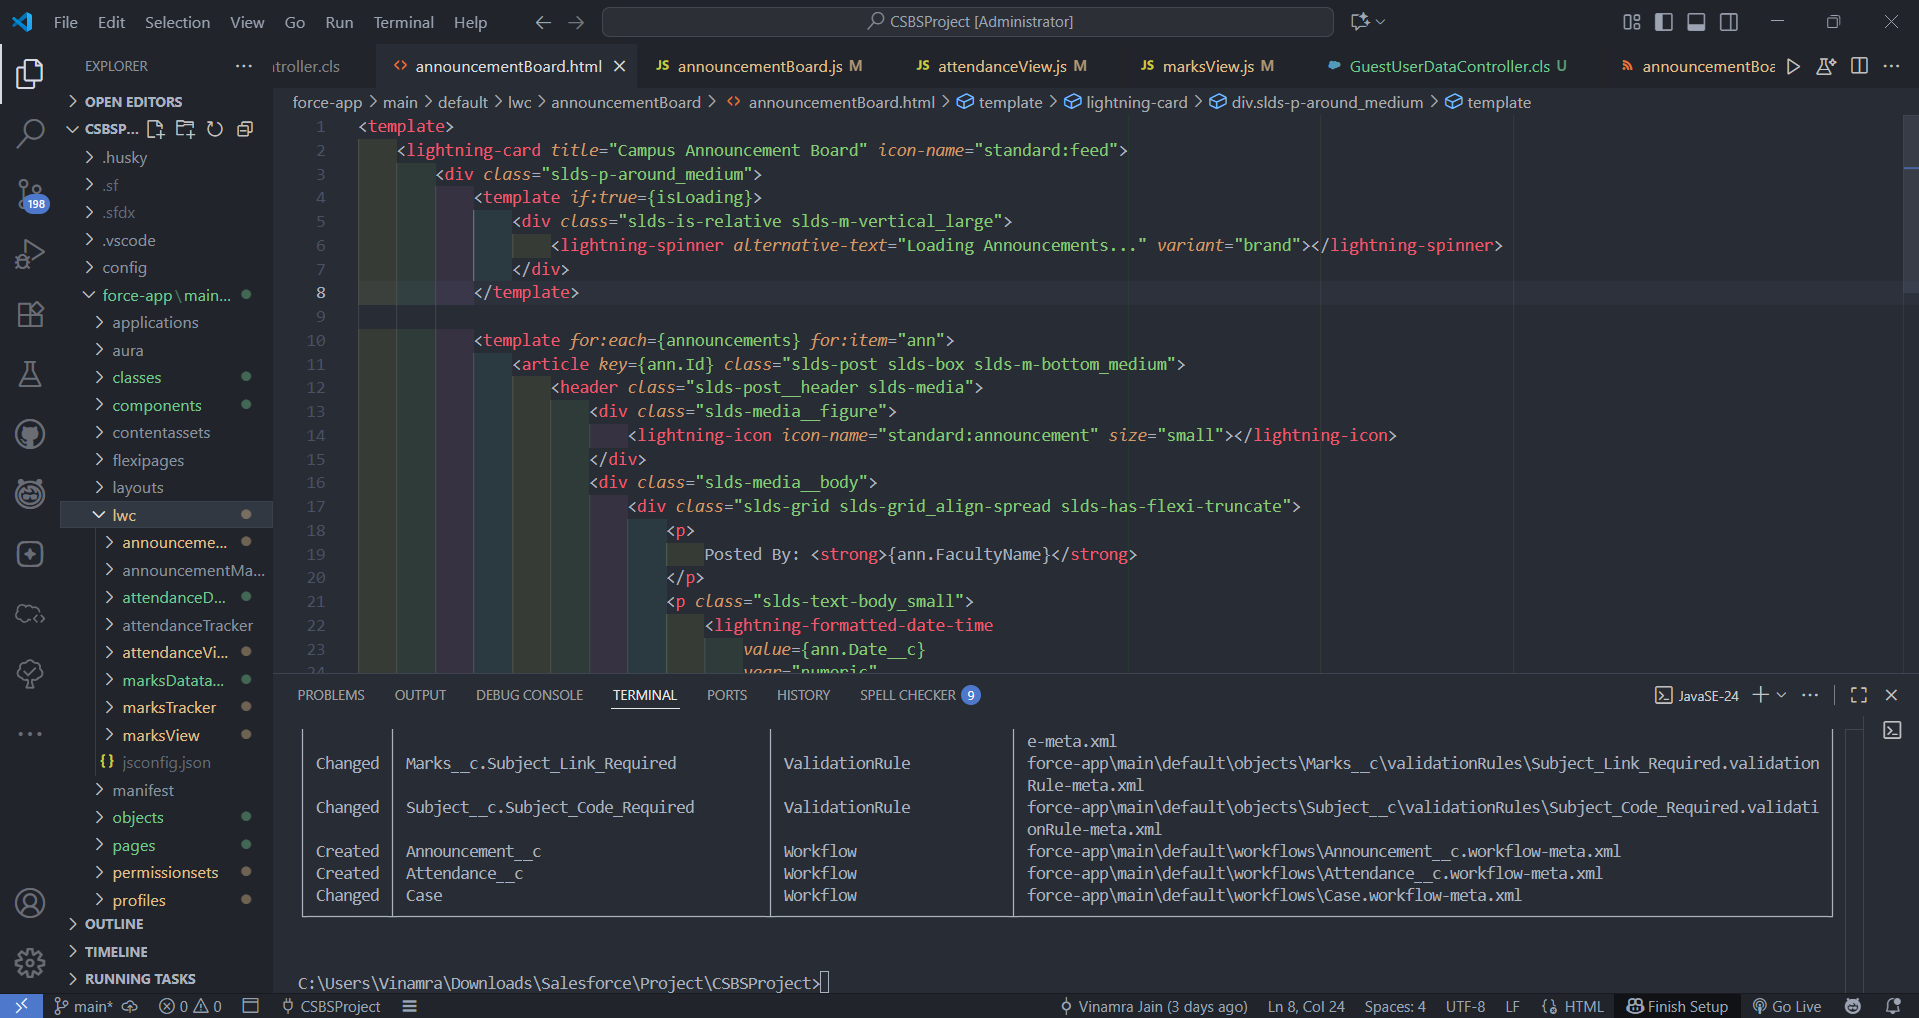 File Edit Selection View Go Run Terminal Help
CSBSProject [Administrator]
EXPLORER
troller.cls
announcementBoard.html
JS announcementBoard.js M
JS attendanceView.js M
JS marksView.js M
GuestUserDataController.cls U
announcementBoa
force-app > main > default > lwc > announcementBoard > announcementBoard.html > template > lightning-card > div.slds-p-around_medium > template
OPEN EDITORS
CSBSP...
.husky
.sf
.sfdx
.vscode
config
force-app\main...
applications
aura
classes
components
contentassets
flexipages
layouts
lwc
announceme...
announcementMa...
attendanceD...
attendanceTracker
attendanceVi...
marksDatata...
marksTracker
marksView
{} jsconfig.json
manifest
objects
pages
permissionsets
profiles
OUTLINE
TIMELINE
RUNNING TASKS
198
1 <template>
2 <lightning-card title="Campus Announcement Board" icon-name="standard:feed">
3 <div class="slds-p-around_medium">
4 <template if:true={isLoading}>
5 <div class="slds-is-relative slds-m-vertical_large">
6 <lightning-spinner alternative-text="Loading Announcements..." variant="brand"></lightning-spinner>
7 </div>
8 </template>
9
10 <template for:each={announcements} for:item="ann">
11 <article key={ann.Id} class="slds-post slds-box slds-m-bottom_medium">
12 <header class="slds-post__header slds-media">
13 <div class="slds-media__figure">
14 <lightning-icon icon-name="standard:announcement" size="small"></lightning-icon>
15 </div>
16 <div class="slds-media__body">
17 <div class="slds-grid slds-grid_align-spread slds-has-flexi-truncate">
18 <p>
19 Posted By: <strong>{ann.FacultyName}</strong>
20 </p>
21 <p class="slds-text-body_small">
22 <lightning-formatted-date-time
23 value={ann.Date__c}
24 year="numeric"
PROBLEMS OUTPUT DEBUG CONSOLE TERMINAL PORTS HISTORY SPELL CHECKER 9
JavaSE-24
e-meta.xml
Changed Marks__c.Subject_Link_Required ValidationRule force-app\main\default\objects\Marks__c\validationRules\Subject_Link_Required.validation
Rule-meta.xml
Changed Subject__c.Subject_Code_Required ValidationRule force-app\main\default\objects\Subject__c\validationRules\Subject_Code_Required.validati
onRule-meta.xml
Created Announcement__c Workflow force-app\main\default\workflows\Announcement__c.workflow-meta.xml
Created Attendance__c Workflow force-app\main\default\workflows\Attendance__c.workflow-meta.xml
Changed Case Workflow force-app\main\default\workflows\Case.workflow-meta.xml
C:\Users\Vinamra\Downloads\Salesforce\Project\CSBSProject>
main* 0 0 CSBSProject Vinamra Jain (3 days ago) Ln 8, Col 24 Spaces: 4 UTF-8 LF {} HTML Finish Setup Go Live